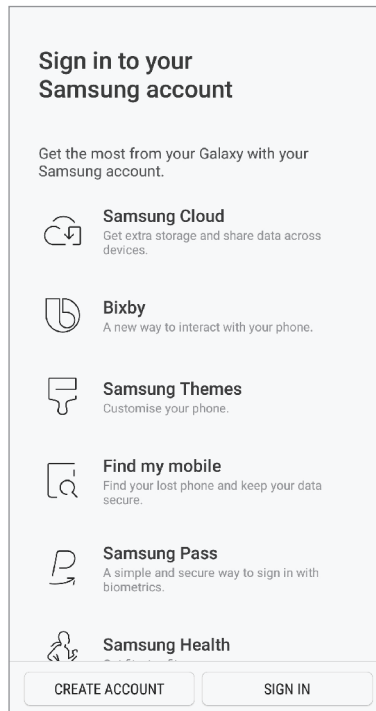 Sign in to your
Samsung account
Get the most from your Galaxy with your
Samsung account.
Samsung Cloud
Get extra storage and share data across
devices.
Bixby
A new way to interact with your phone.
Samsung Themes
Customise your phone.
Find my mobile
Find your lost phone and keep your data
secure.
Samsung Pass
A simple and secure way to sign in with
biometrics.
Samsung Health
CREATE ACCOUNT SIGN IN